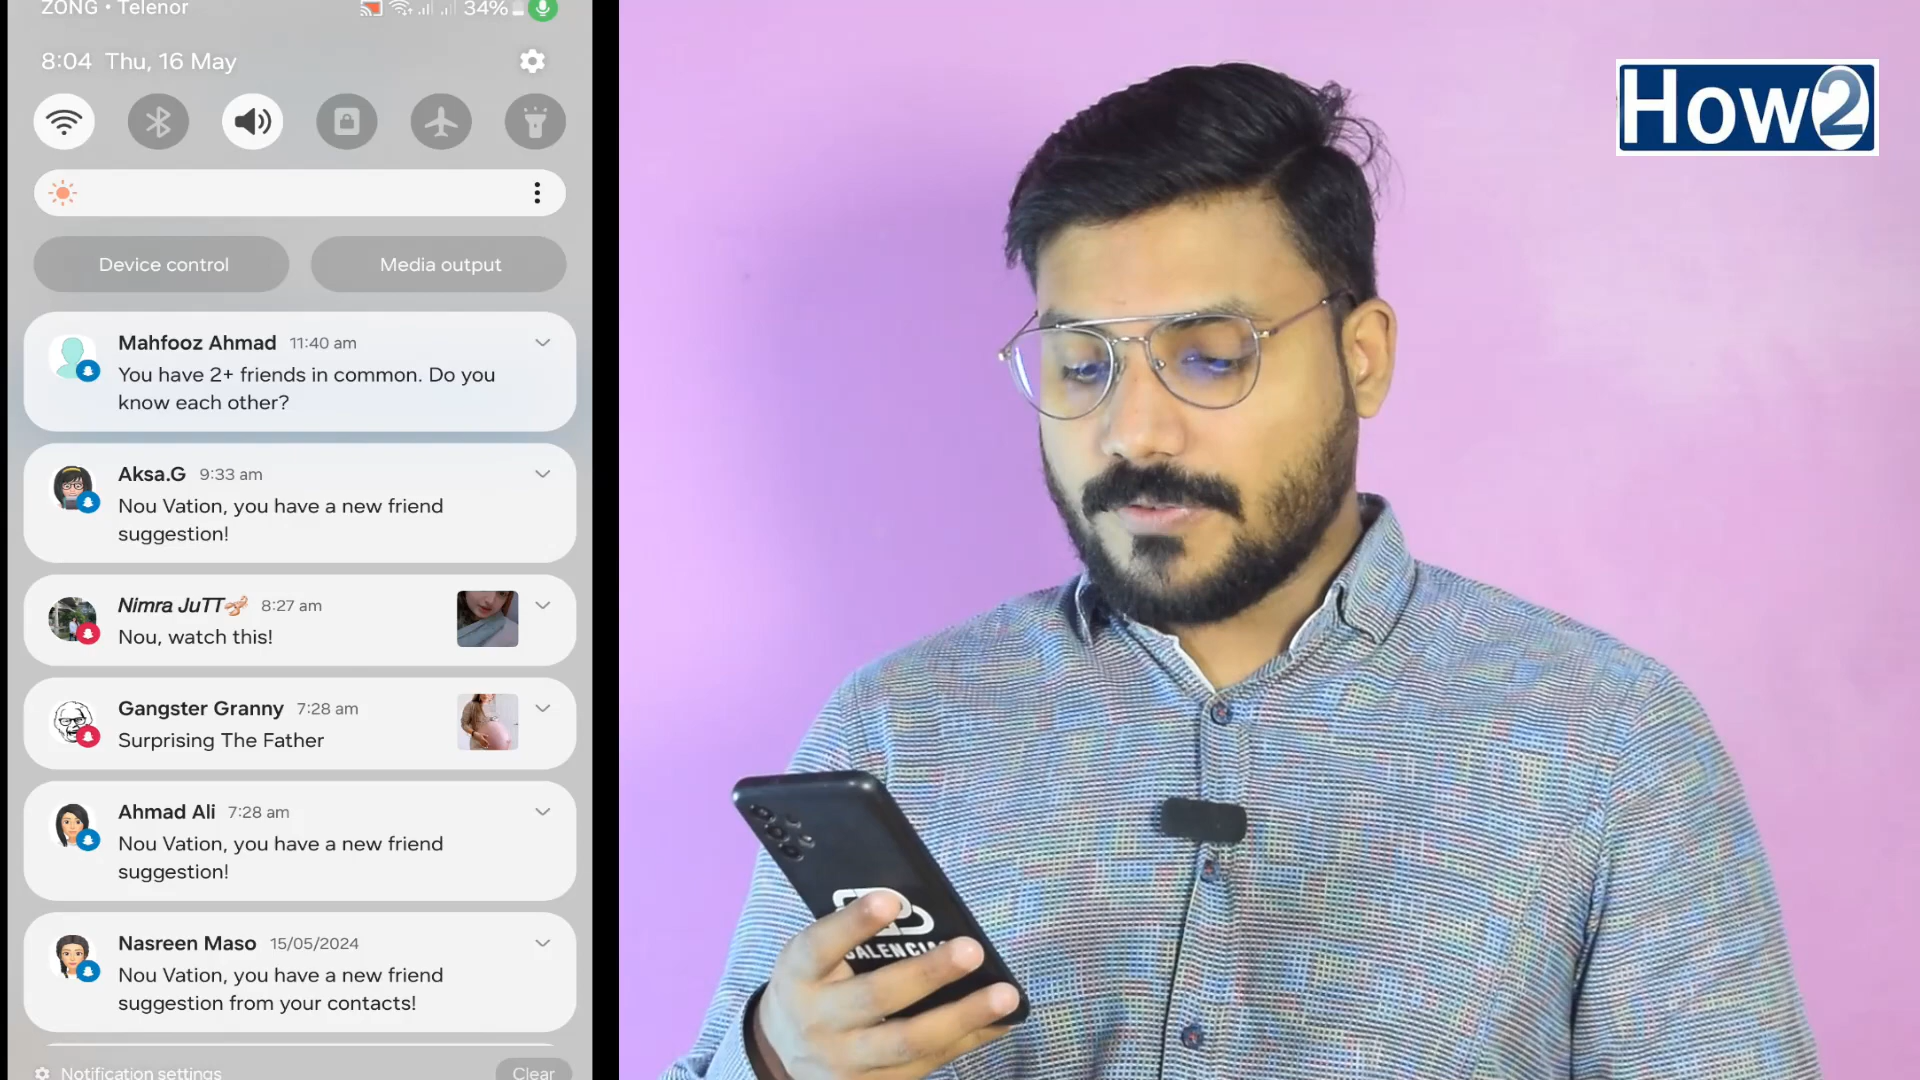 ZONG • Telenor
34%
8:04 Thu, 16 May
Device control
Media output
Mahfooz Ahmad 11:40 am
You have 2+ friends in common. Do you
know each other?
Aksa.G 9:33 am
Nou Vation, you have a new friend
suggestion!
Nimra JuTT🦐 8:27 am
Nou, watch this!
Gangster Granny 7:28 am
Surprising The Father
Ahmad Ali 7:28 am
Nou Vation, you have a new friend
suggestion!
Nasreen Maso 15/05/2024
Nou Vation, you have a new friend
suggestion from your contacts!
Notification settings
Clear
How2